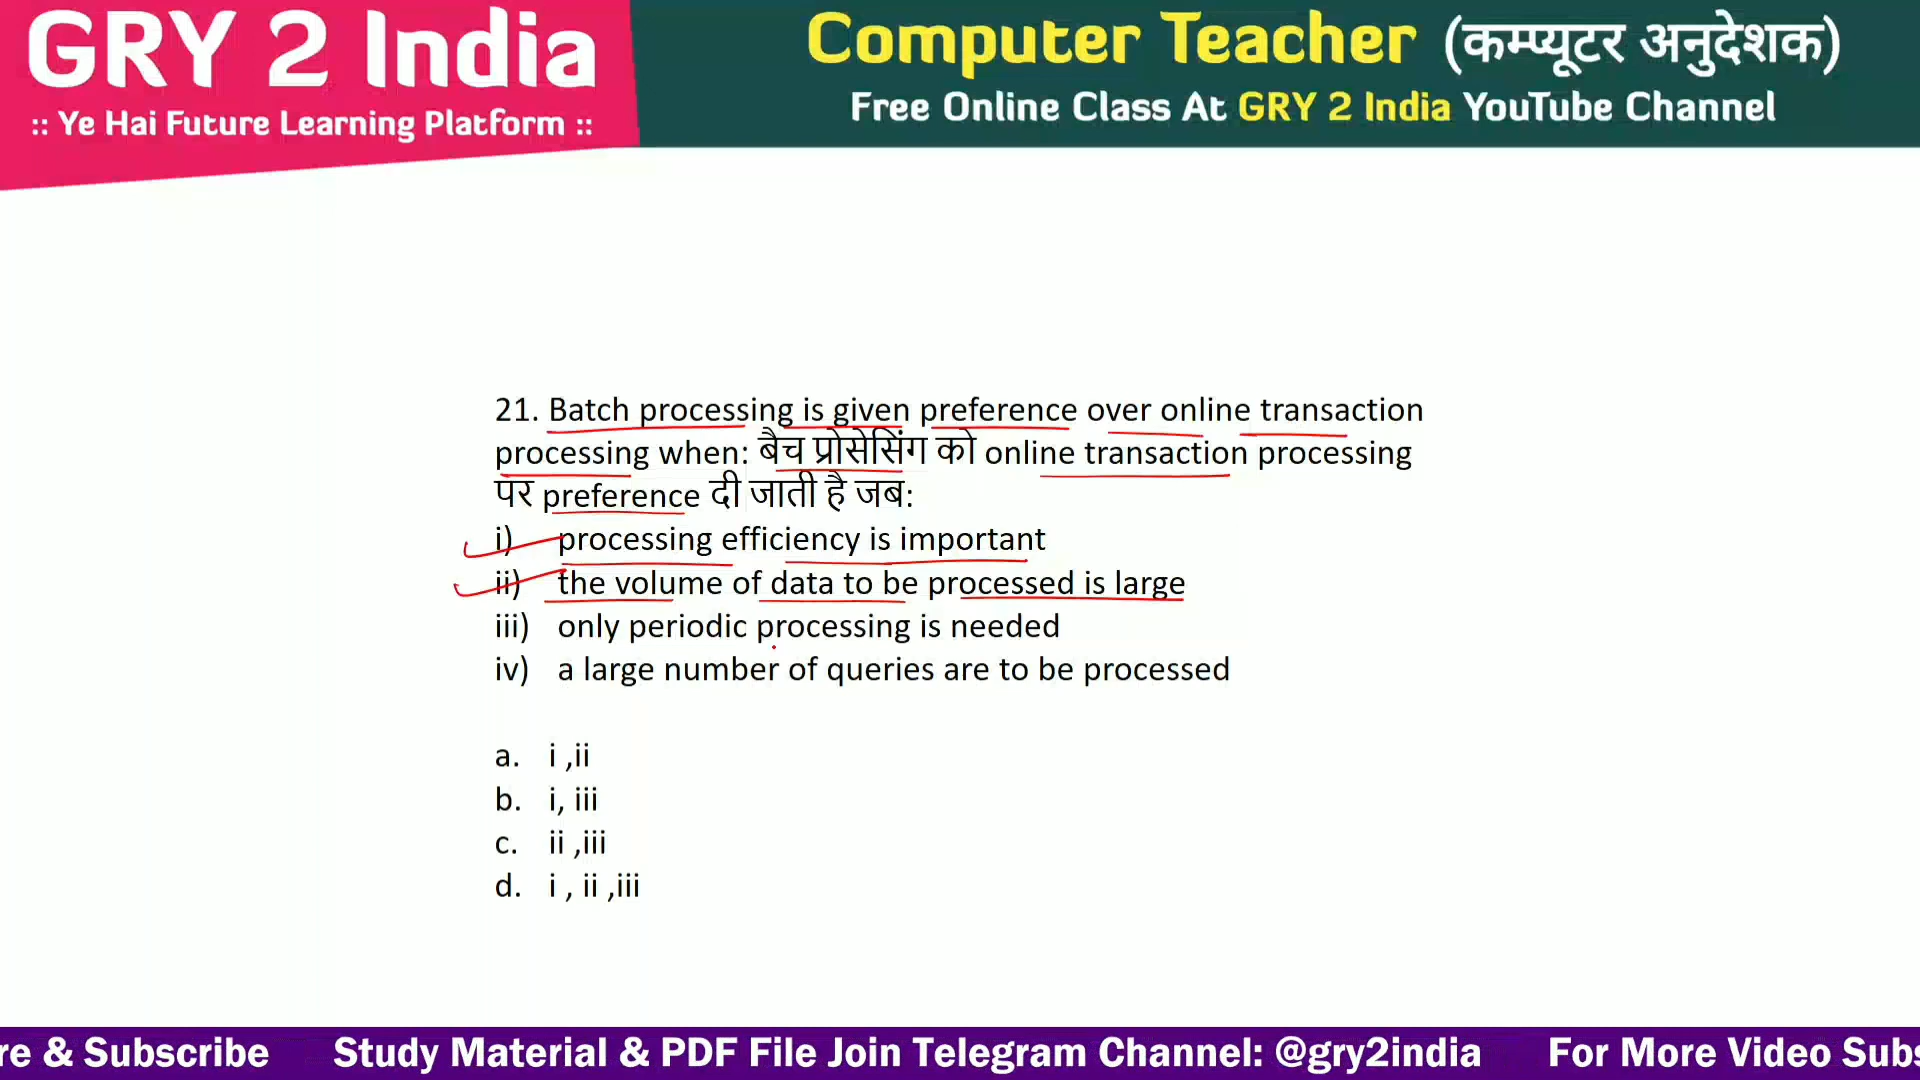 GRY 2 India
:: Ye Hai Future Learning Platform ::
Computer Teacher (कम्प्यूटर अनुदेशक)
Free Online Class At GRY 2 India YouTube Channel
21. Batch processing is given preference over online transaction
processing when: बैच प्रोसेसिंग को online transaction processing
पर preference दी जाती है जब:
i) processing efficiency is important
ii) the volume of data to be processed is large
iii) only periodic processing is needed
iv) a large number of queries are to be processed
a. i ,ii
b. i, iii
c. ii ,iii
d. i , ii ,iii
re & Subscribe Study Material & PDF File Join Telegram Channel: @gry2india For More Video Subs